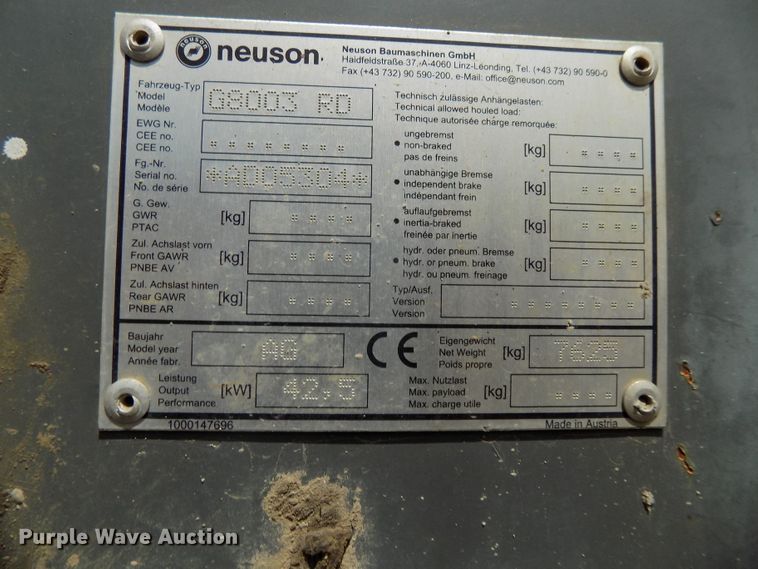 NEUSON neuson.
Neuson Baumaschinen GmbH
Haidfeldstraße 37, A-4060 Linz-Léonding, Tel. (+43 732) 90 590-0
Fax (+43 732) 90 590-200, e-Mail: office@neuson.com
Fahrzeug-Typ
Model
Modèle
G8003 RD
EWG Nr.
CEE no.
CEE no.
Fg.-Nr.
Serial no.
No. de série
*AD05304*
G. Gew.
GWR [kg]
PTAC
Zul. Achslast vorn
Front GAWR [kg]
PNBE AV
Zul. Achslast hinten
Rear GAWR [kg]
PNBE AR
Technisch zulässige Anhängelasten:
Technical allowed houled load:
Technique autorisée charge remorquée:
ungebremst
• non-braked [kg]
pas de freins
unabhängige Bremse
• independent brake [kg]
indépendant frein
auflaufgebremst
• inertia-braked [kg]
freinée par inertie
hydr. oder pneum. Bremse
• hydr. or pneum. brake [kg]
hydr. ou pneum. freinage
Typ/Ausf.
Version
Version
Baujahr
Model year
Année fabr.
AG
CE
Eigengewicht
Net Weight [kg] 7625
Poids propre
Leistung
Output [kW] 42,5
Performance
Max. Nutzlast
Max. payload [kg]
Max. charge utile
1000147696
Made in Austria
Purple Wave Auction